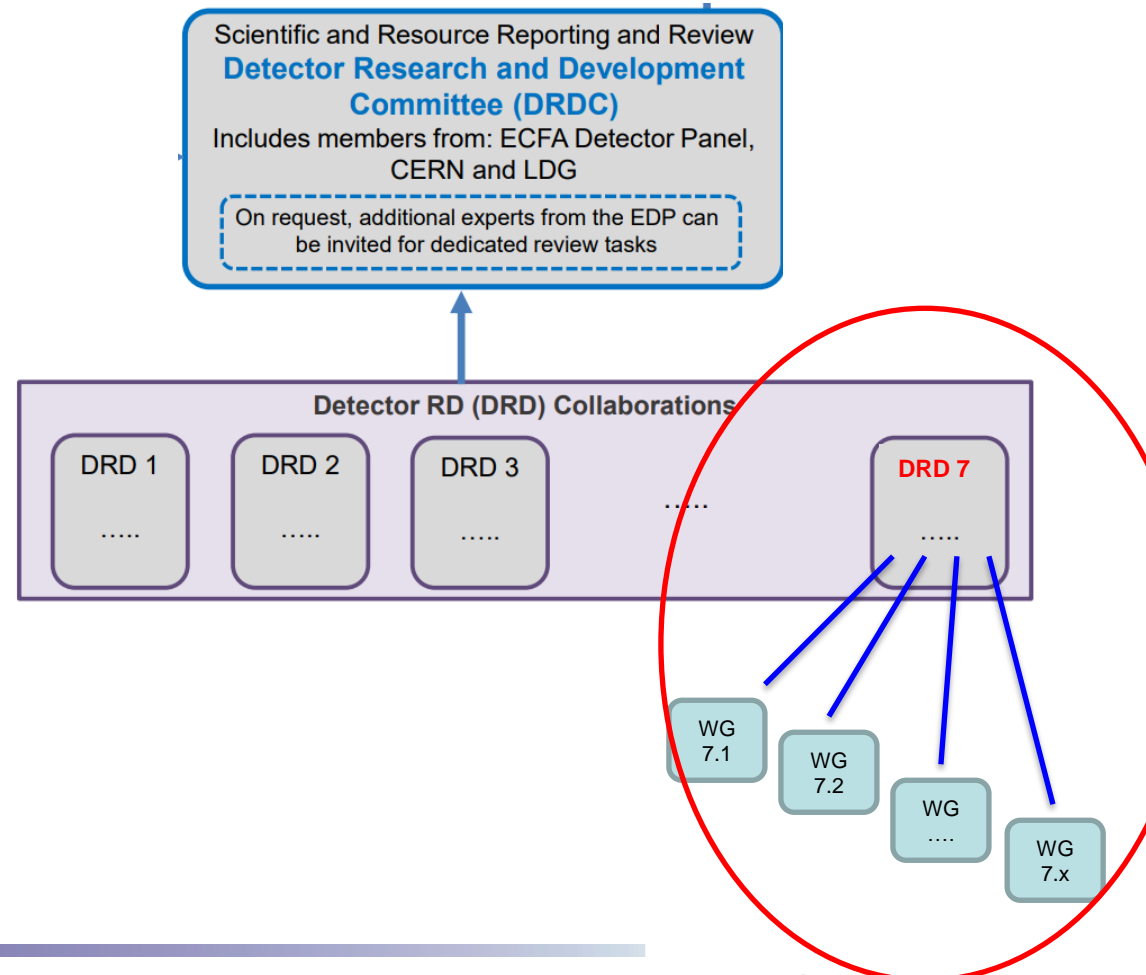 Scientific and Resource Reporting and Review
Detector Research and Development
Committee (DRDC)
Includes members from: ECFA Detector Panel,
CERN and LDG
On request, additional experts from the EDP can
be invited for dedicated review tasks
Detector RD (DRD) Collaborations
DRD 1
…..
DRD 2
…..
DRD 3
…..
…..
DRD 7
…..
WG
7.1
WG
7.2
WG
….
WG
7.x